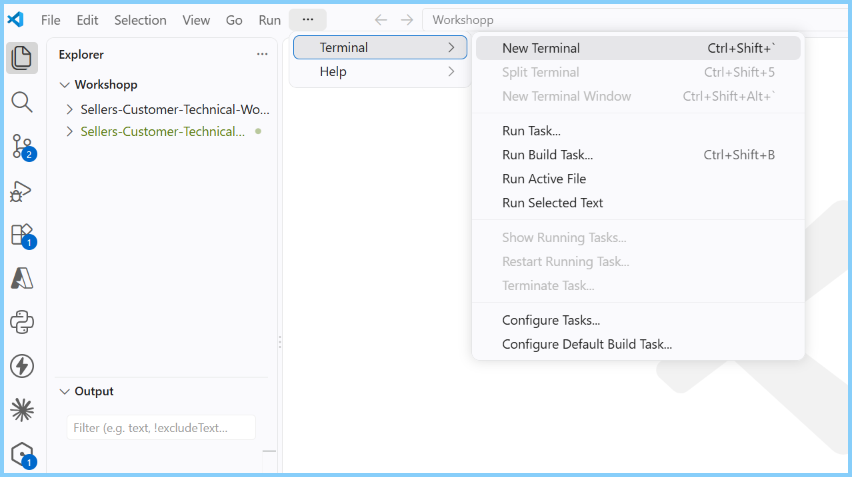 File Edit Selection View Go Run ··· Workshopp
Explorer ···
Workshopp
Sellers-Customer-Technical-Wo...
Sellers-Customer-Technical...
Output
Filter (e.g. text, !excludeText...
2
1
1
Terminal
Help
New Terminal Ctrl+Shift+`
Split Terminal Ctrl+Shift+5
New Terminal Window Ctrl+Shift+Alt+`
Run Task...
Run Build Task... Ctrl+Shift+B
Run Active File
Run Selected Text
Show Running Tasks...
Restart Running Task...
Terminate Task...
Configure Tasks...
Configure Default Build Task...